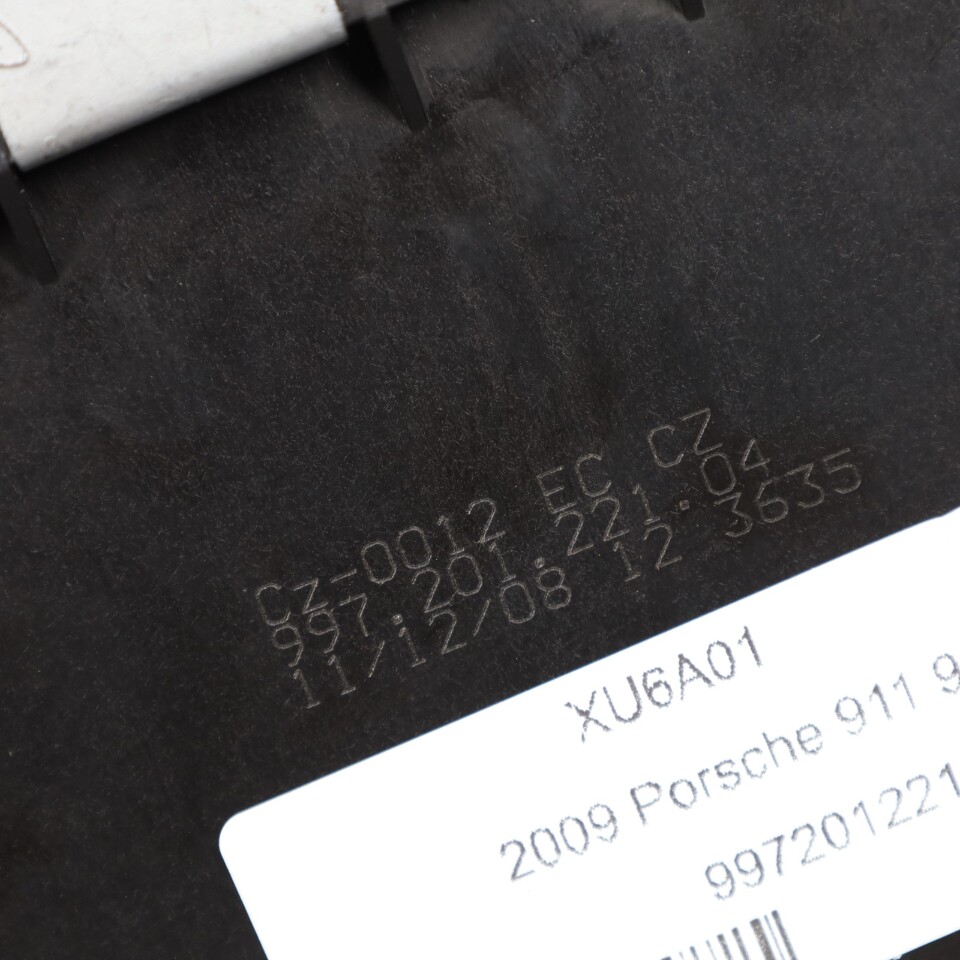 Cz-0012 EC CZ
997.201.221.04
11/12/08 12 3635
XU6A01
2009 Porsche 911 9
997201221